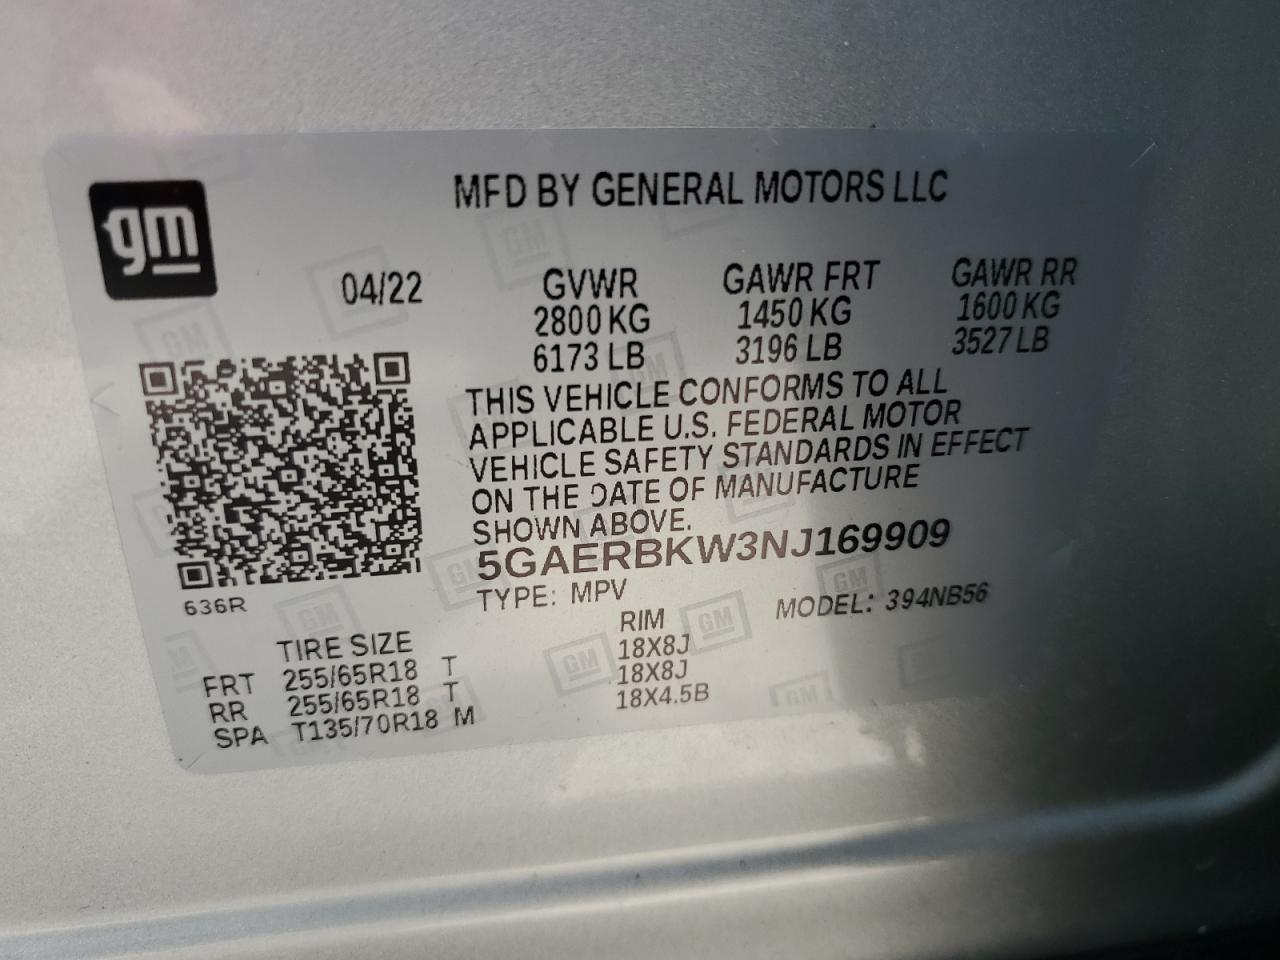 gm
MFD BY GENERAL MOTORS LLC
04/22 GVWR GAWR FRT GAWR RR
2800 KG 1450 KG 1600 KG
6173 LB 3196 LB 3527 LB
THIS VEHICLE CONFORMS TO ALL
APPLICABLE U.S. FEDERAL MOTOR
VEHICLE SAFETY STANDARDS IN EFFECT
ON THE DATE OF MANUFACTURE
SHOWN ABOVE.
5GAERBKW3NJ169909
TYPE: MPV MODEL: 394NB56
636R
TIRE SIZE RIM
FRT 255/65R18 T 18X8J
RR 255/65R18 T 18X8J
SPA T135/70R18 M 18X4.5B